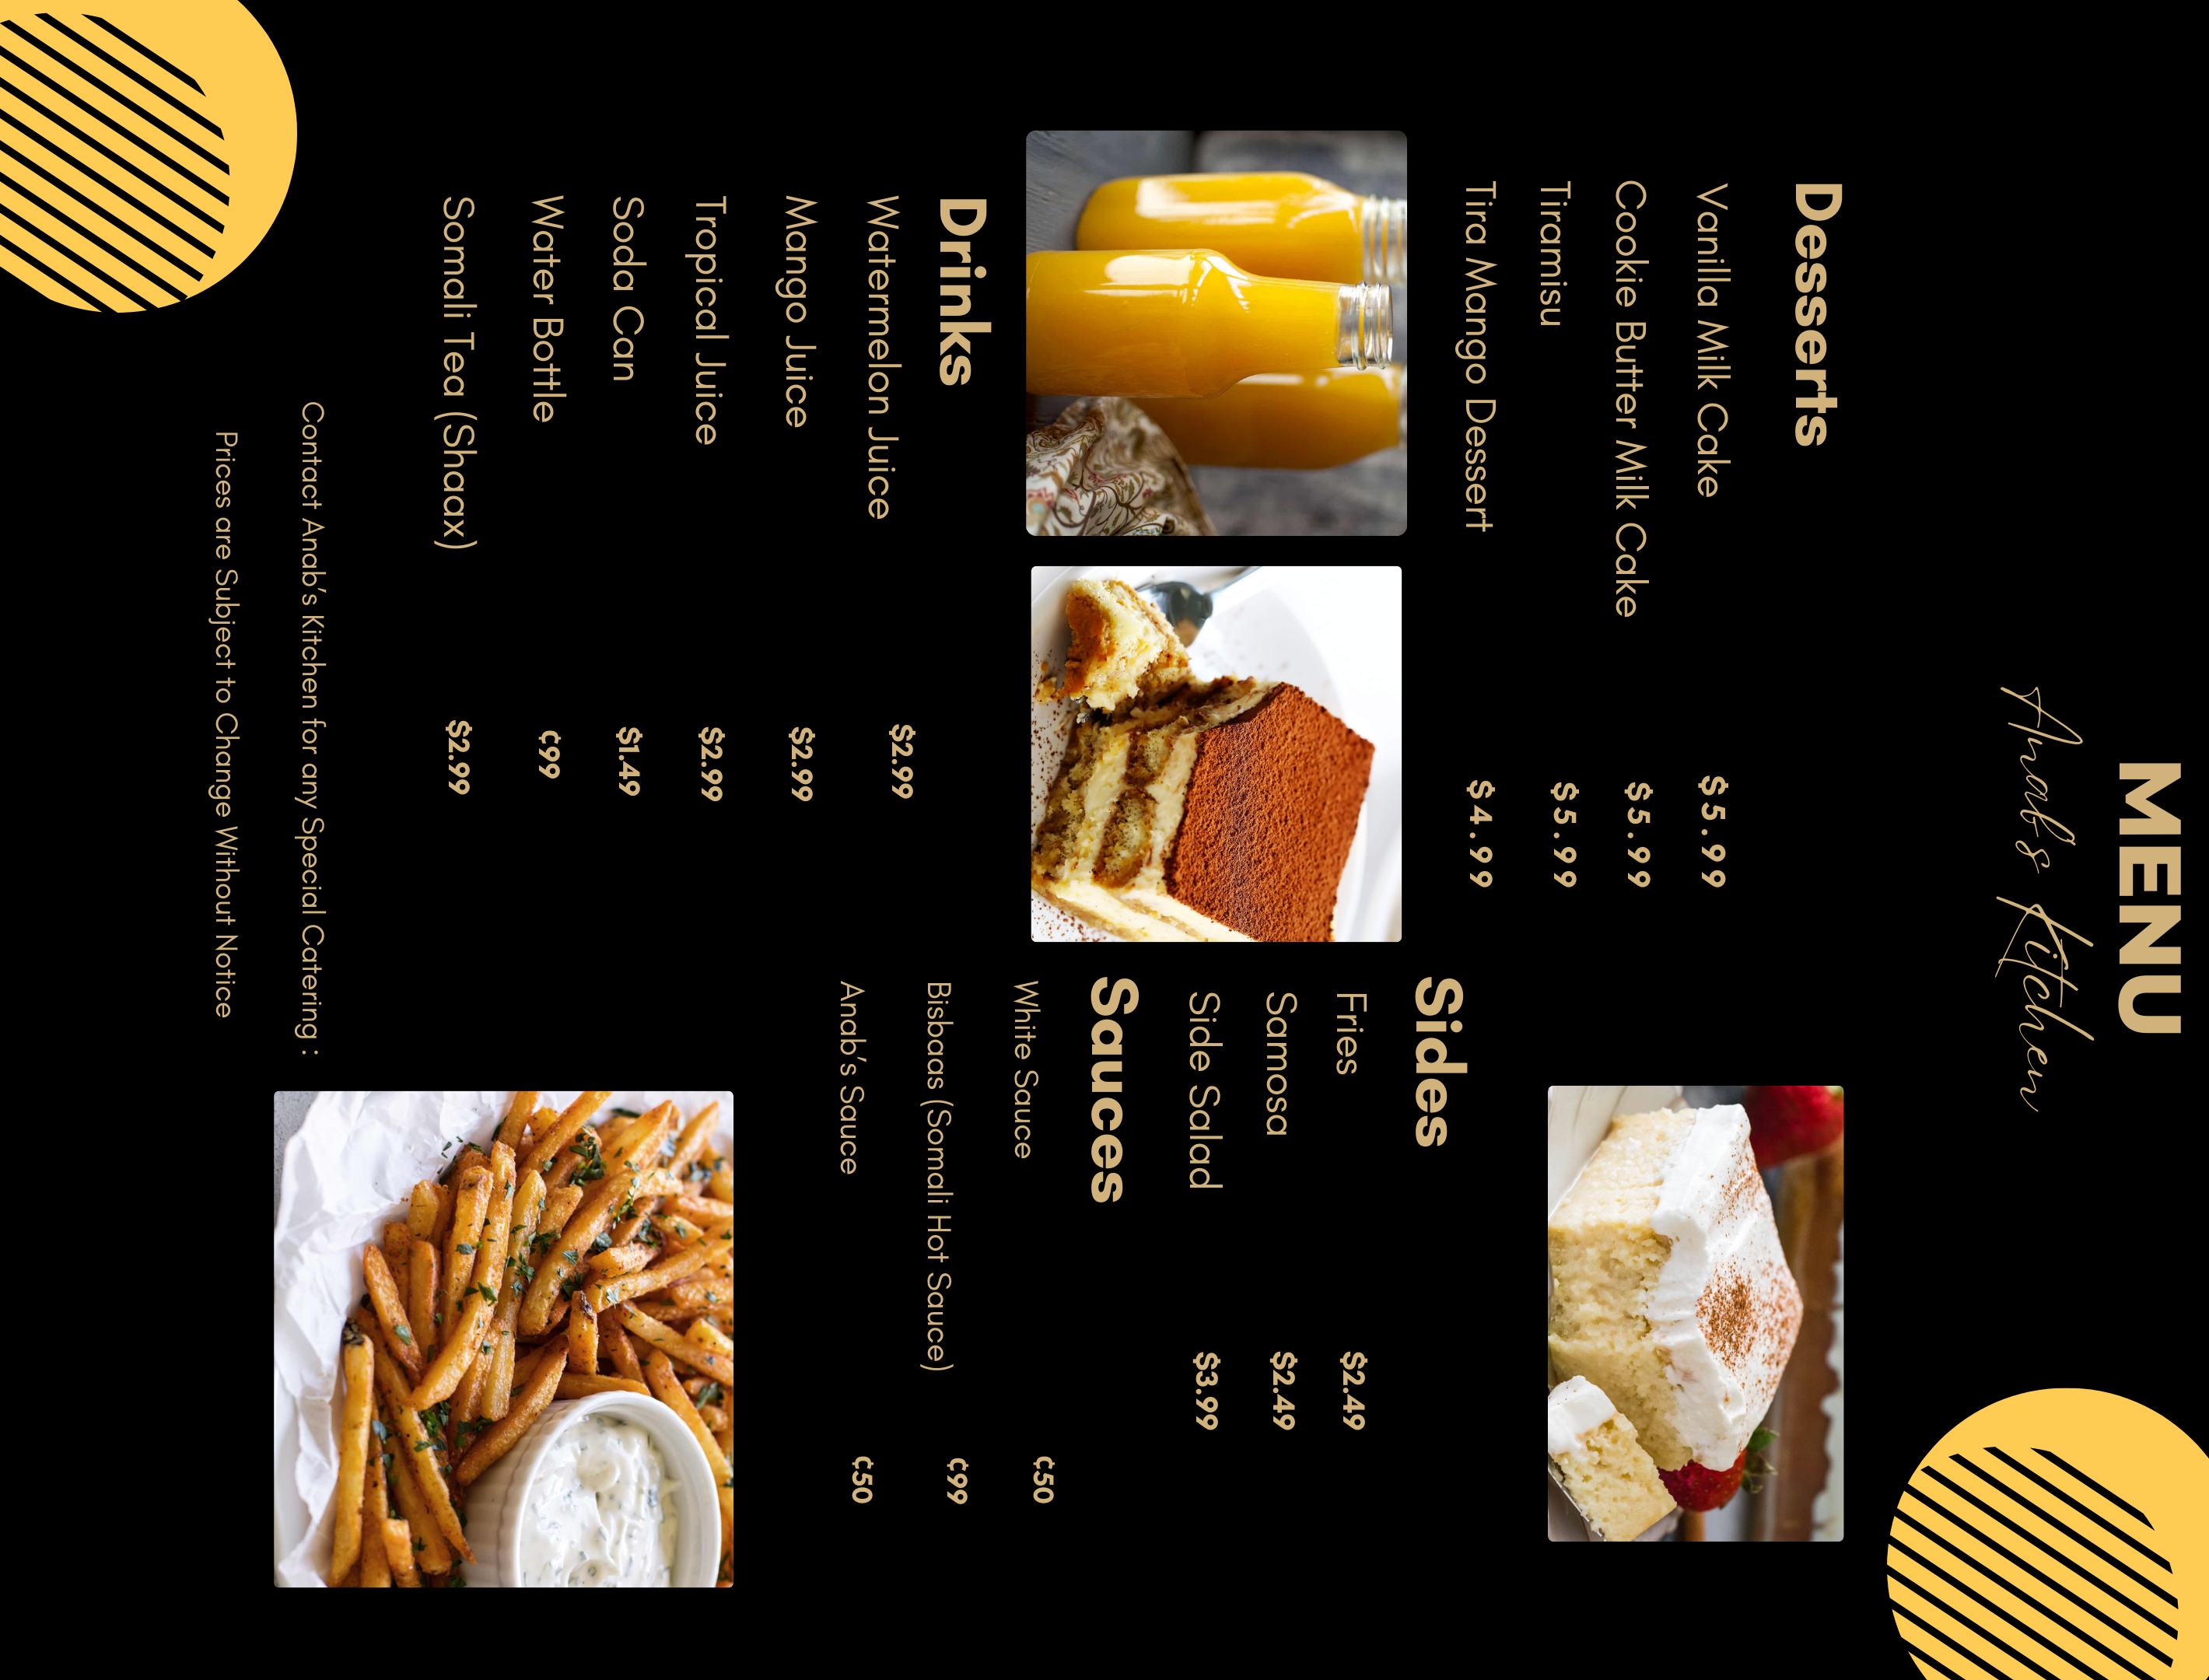 MENU
Anab's Kitchen
Desserts
Vanilla Milk Cake $5.99
Cookie Butter Milk Cake $5.99
Tiramisu $5.99
Tira Mango Dessert $4.99
Sides
Fries $2.49
Samosa $2.49
Side Salad $3.99
Sauces
White Sauce ¢50
Bisbaas (Somali Hot Sauce) ¢99
Anab's Sauce ¢50
Drinks
Watermelon Juice $2.99
Mango Juice $2.99
Tropical Juice $2.99
Soda Can $1.49
Water Bottle ¢99
Somali Tea (Shaax) $2.99
Contact Anab's Kitchen for any Special Catering :
Prices are Subject to Change Without Notice